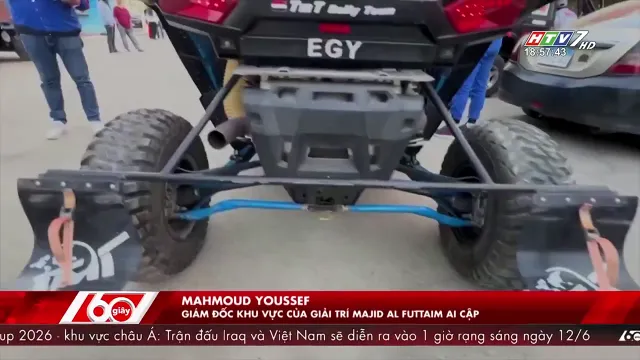 TNT Rally Team
EGY
HTV7 HD
18:57:43
60 giây
MAHMOUD YOUSSEF
GIÁM ĐỐC KHU VỰC CỦA GIẢI TRÍ MAJID AL FUTTAIM AI CẬP
cup 2026 - khu vực châu Á: Trận đấu Iraq và Việt Nam sẽ diễn ra vào 1 giờ rạng sáng ngày 12/6